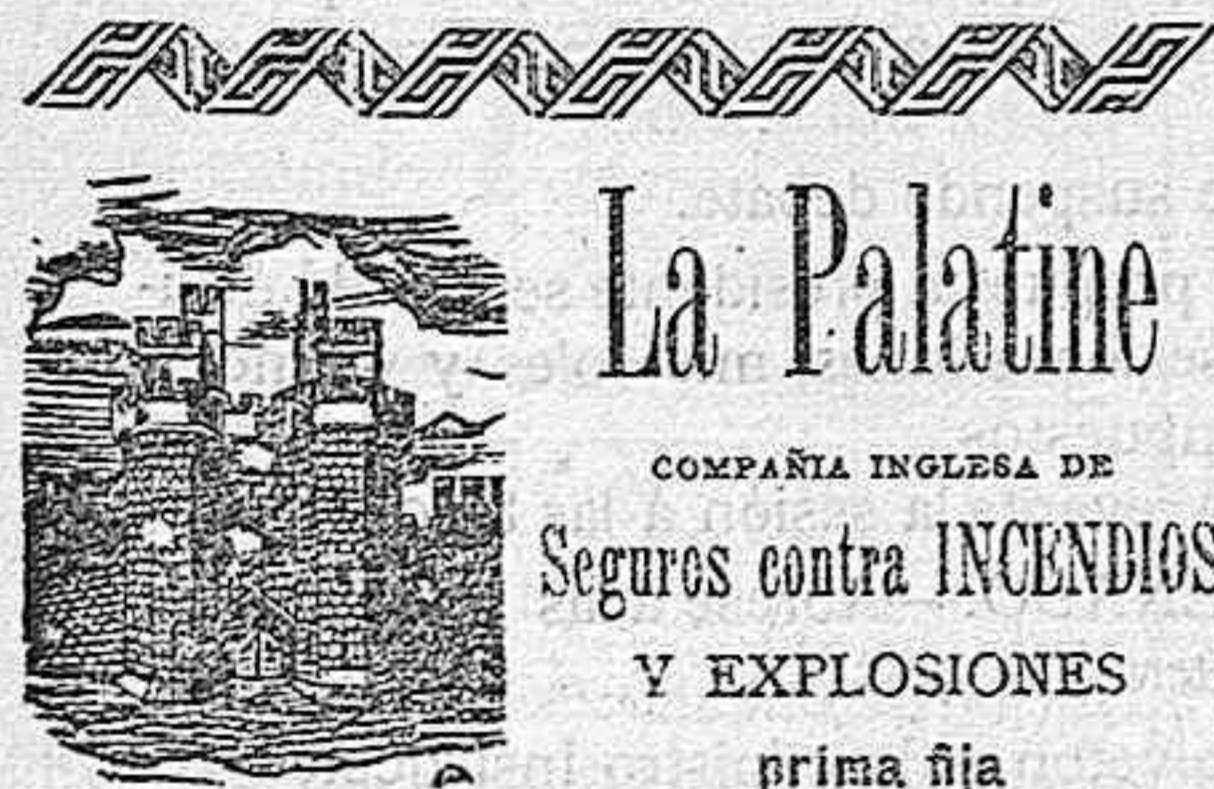 La Palatine
COMPAÑIA INGLESA DE
Seguros contra INCENDIOS
Y EXPLOSIONES
prima fija